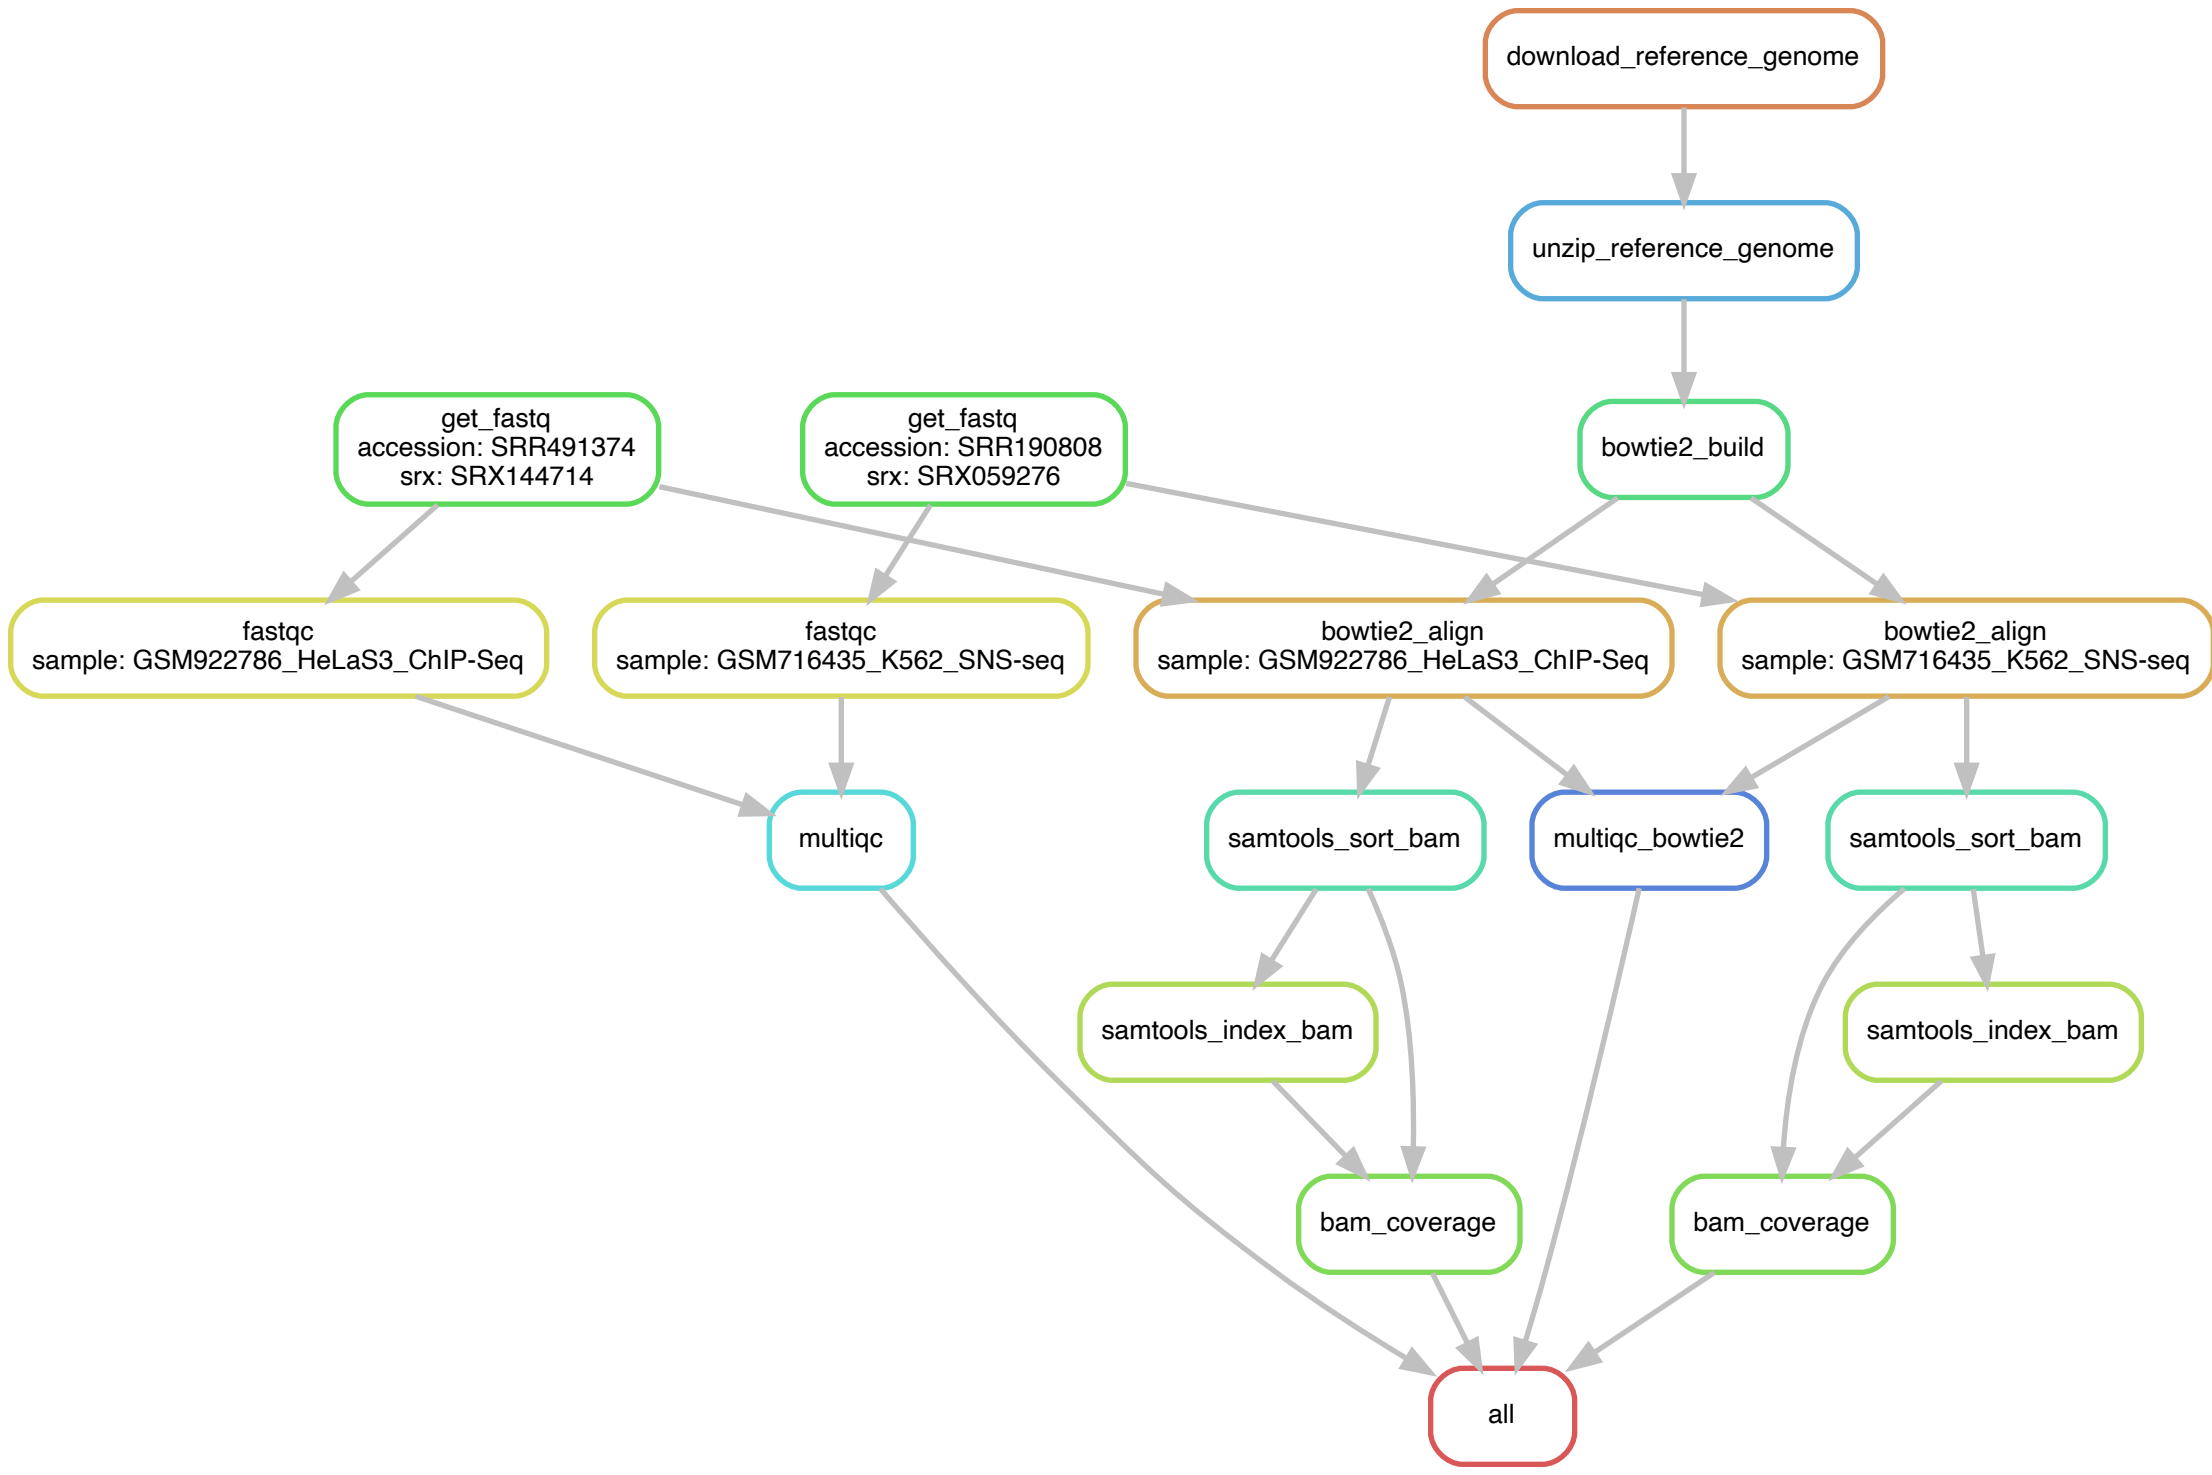 download_reference_genome
unzip_reference_genome
get_fastq
accession: SRR491374
srx: SRX144714
get_fastq
accession: SRR190808
srx: SRX059276
bowtie2_build
fastqc
sample: GSM922786_HeLaS3_ChIP-Seq
fastqc
sample: GSM716435_K562_SNS-seq
bowtie2_align
sample: GSM922786_HeLaS3_ChIP-Seq
bowtie2_align
sample: GSM716435_K562_SNS-seq
multiqc
samtools_sort_bam
multiqc_bowtie2
samtools_sort_bam
samtools_index_bam
samtools_index_bam
bam_coverage
bam_coverage
all